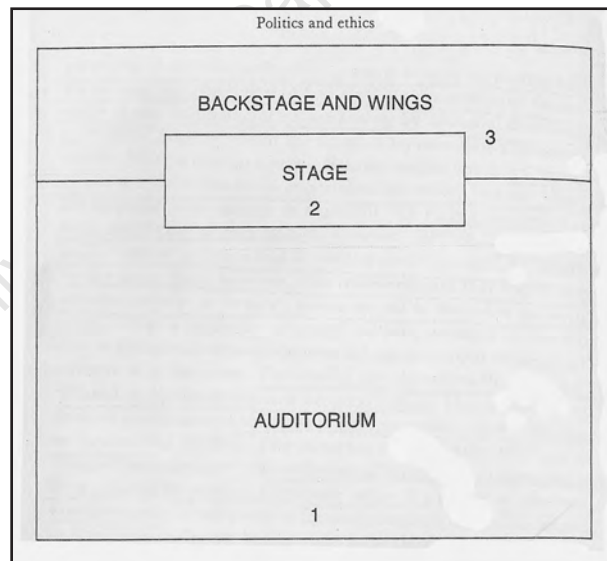 Politics and ethics
BACKSTAGE AND WINGS
3
STAGE
2
AUDITORIUM
1